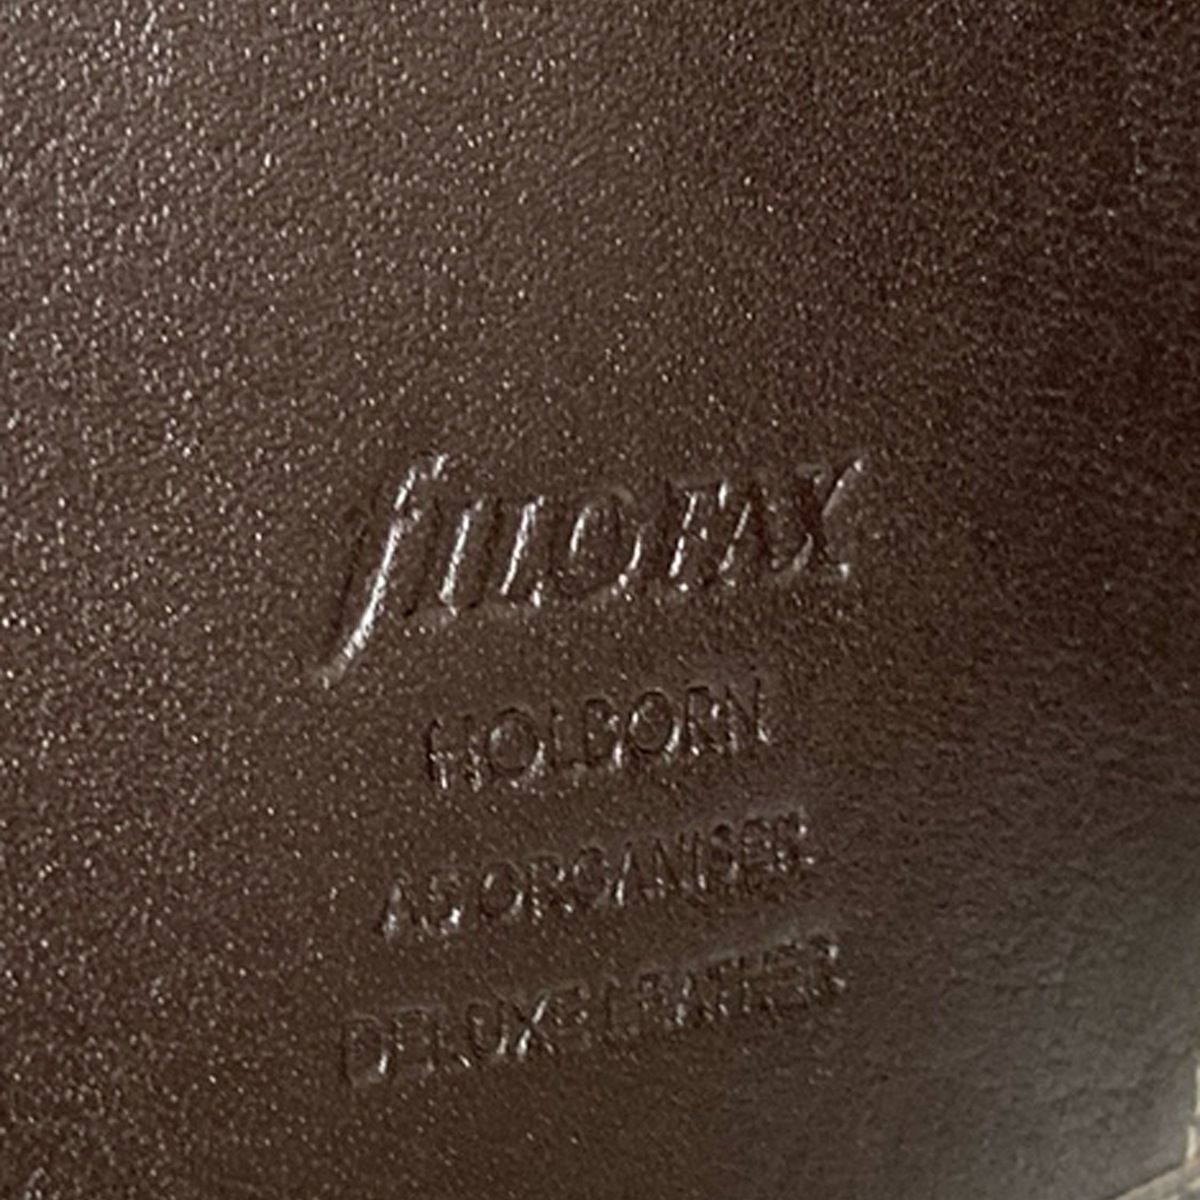 fILOFAX
HOLBORN
A5 ORGANISER
DELUXE LEATHER